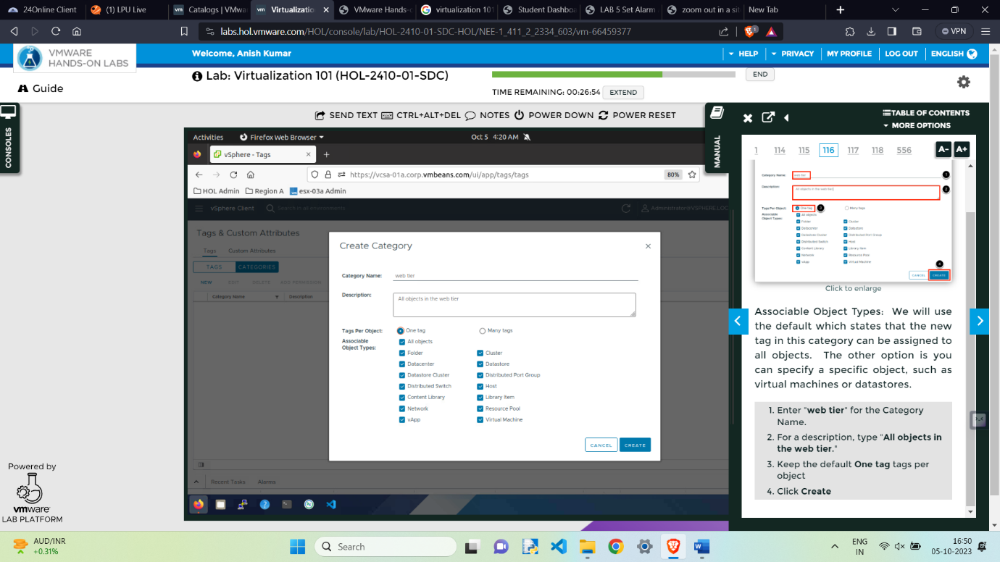 24Online Client
(1) LPU Live
Catalogs | VMwa
Virtualizatio
VMware Hands-o
virtualization 101
Student Dashboa
LAB 5 Set Alarm
zoom out in a sit
New Tab
labs.hol.vmware.com/HOL/console/lab/HOL-2410-01-SDC-HOL/NEE-1_411_2_2334_603/vm-66459377
VPN
VMWARE
HANDS-ON LABS
Welcome, Anish Kumar
HELP
PRIVACY
MY PROFILE
LOG OUT
ENGLISH
Lab: Virtualization 101 (HOL-2410-01-SDC)
END
Guide
TIME REMAINING: 00:26:54
EXTEND
SEND TEXT
CTRL+ALT+DEL
NOTES
POWER DOWN
POWER RESET
CONSOLES
MANUAL
Activities
Firefox Web Browser
Oct 5 4:20 AM
vSphere - Tags
https://vcsa-01a.corp.vmbeans.com/ui/app/tags/tags
80%
HOL Admin
Region A
esx-03a Admin
vSphere Client
Search in all environments
Administrator@VSPHERE.LOC
Tags & Custom Attributes
Tags
Custom Attributes
TAGS
CATEGORIES
NEW
EDIT
DELETE
ADD PERMISSION
Category Name
Description
Create Category
Category Name:
web tier
Description:
All objects in the web tier
Tags Per Object:
One tag
Many tags
Associable
Object Types:
All objects
Folder
Cluster
Datacenter
Datastore
Datastore Cluster
Distributed Port Group
Distributed Switch
Host
Content Library
Library Item
Network
Resource Pool
vApp
Virtual Machine
CANCEL
CREATE
Recent Tasks
Alarms
TABLE OF CONTENTS
MORE OPTIONS
1
114
115
116
117
118
556
A-
A+
Category Name:
web tier
1
Description:
All objects in the web tier
2
Tags Per Object:
One tag
3
Many tags
Associable
Object Types:
All objects
Folder
Cluster
Datacenter
Datastore
Datastore Cluster
Distributed Port Group
Distributed Switch
Host
Content Library
Library Item
Network
Resource Pool
vApp
Virtual Machine
4
CANCEL
CREATE
Click to enlarge
Associable Object Types: We will use
the default which states that the new
tag in this category can be assigned to
all objects. The other option is you
can specify a specific object, such as
virtual machines or datastores.
1. Enter "web tier" for the Category
Name.
2. For a description, type "All objects in
the web tier."
3. Keep the default One tag tags per
object
4. Click Create
Powered by
vmware
LAB PLATFORM
AUD/INR
+0.31%
Search
ENG
IN
16:50
05-10-2023